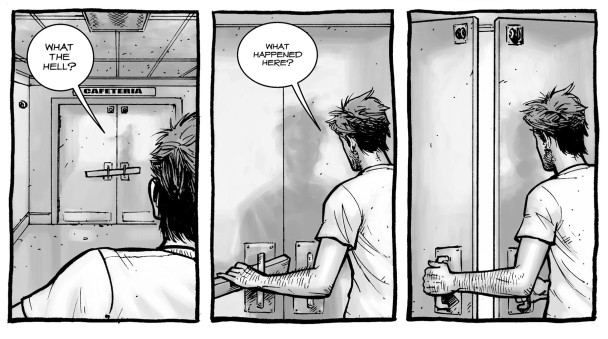 WHAT
THE
HELL?
CAFETERIA
WHAT
HAPPENED
HERE?